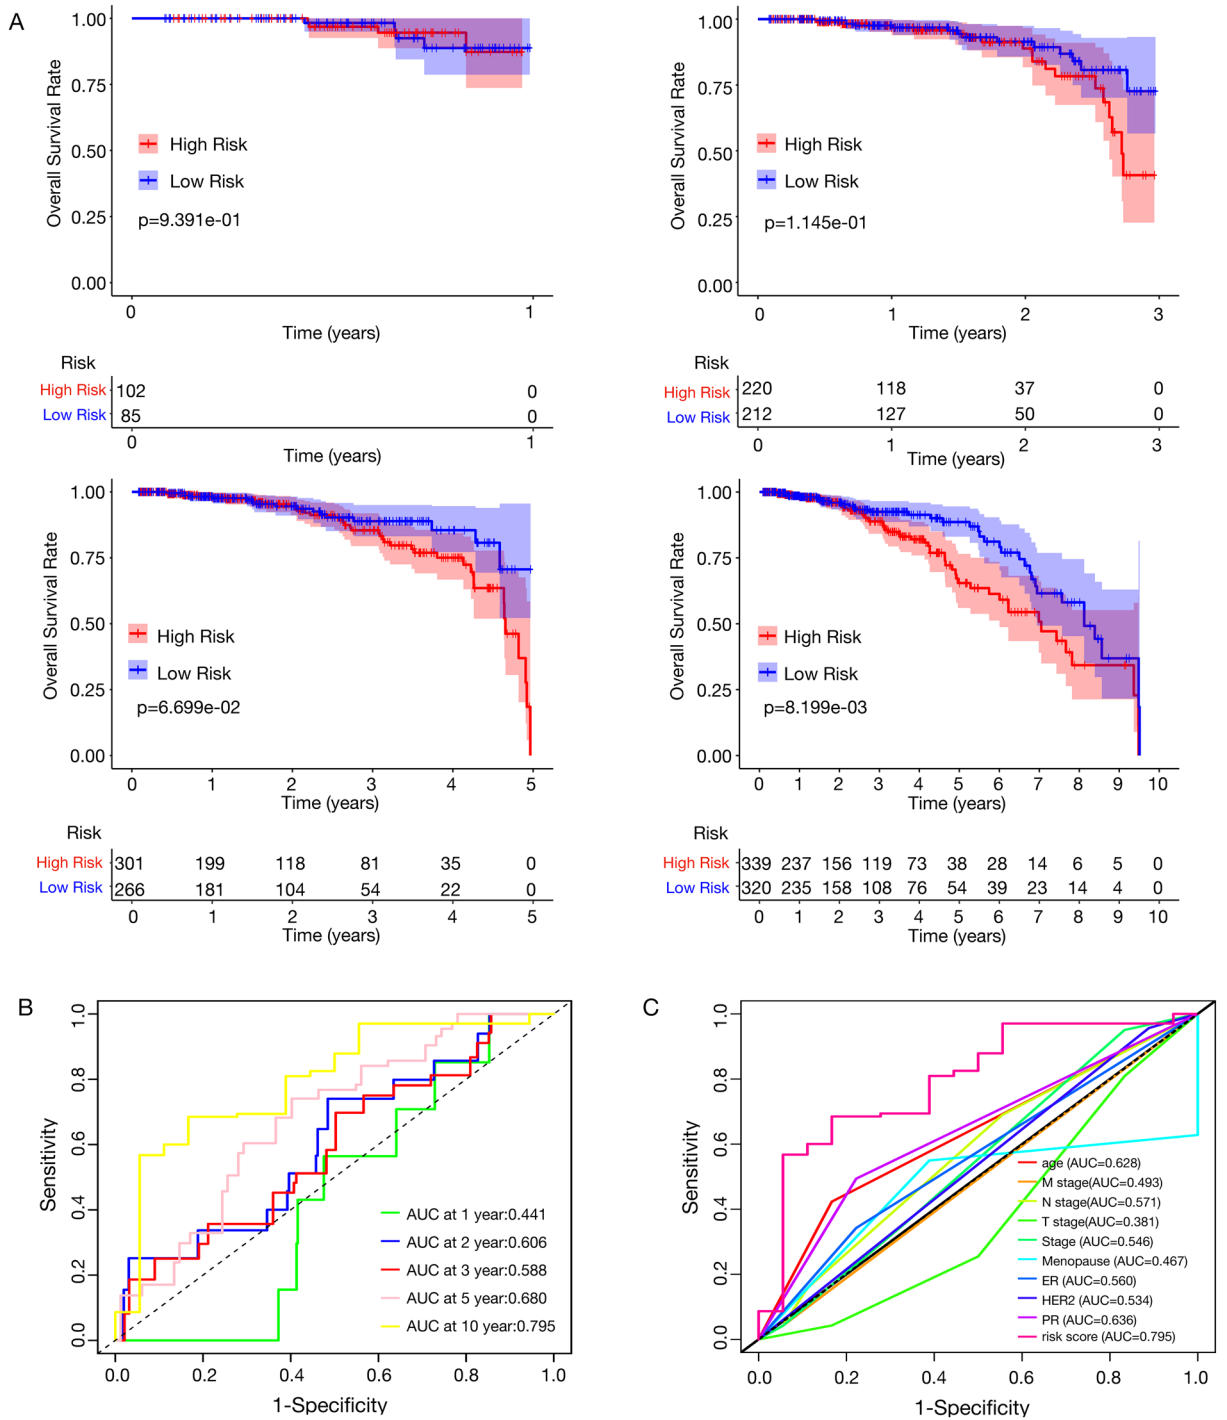 A
1.00
0.75
0.50
0.25
0.00
Overall Survival Rate
High Risk
Low Risk
p=9.391e-01
0 1
Time (years)
Risk
High Risk 102 0
Low Risk 85 0
0 1
Time (years)
1.00
0.75
0.50
0.25
0.00
Overall Survival Rate
High Risk
Low Risk
p=1.145e-01
0 1 2 3
Time (years)
Risk
High Risk 220 118 37 0
Low Risk 212 127 50 0
0 1 2 3
Time (years)
1.00
0.75
0.50
0.25
0.00
Overall Survival Rate
High Risk
Low Risk
p=6.699e-02
0 1 2 3 4 5
Time (years)
Risk
High Risk 301 199 118 81 35 0
Low Risk 266 181 104 54 22 0
0 1 2 3 4 5
Time (years)
1.00
0.75
0.50
0.25
0.00
Overall Survival Rate
High Risk
Low Risk
p=8.199e-03
0 1 2 3 4 5 6 7 8 9 10
Time (years)
Risk
High Risk 339 237 156 119 73 38 28 14 6 5 0
Low Risk 320 235 158 108 76 54 39 23 14 4 0
0 1 2 3 4 5 6 7 8 9 10
Time (years)
B
1.0
0.8
0.6
0.4
0.2
0.0
Sensitivity
AUC at 1 year:0.441
AUC at 2 year:0.606
AUC at 3 year:0.588
AUC at 5 year:0.680
AUC at 10 year:0.795
0.0 0.2 0.4 0.6 0.8 1.0
1-Specificity
C
1.0
0.8
0.6
0.4
0.2
0.0
Sensitivity
age (AUC=0.628)
M stage(AUC=0.493)
N stage(AUC=0.571)
T stage(AUC=0.381)
Stage (AUC=0.546)
Menopause (AUC=0.467)
ER (AUC=0.560)
HER2 (AUC=0.534)
PR (AUC=0.636)
risk score (AUC=0.795)
0.0 0.2 0.4 0.6 0.8 1.0
1-Specificity